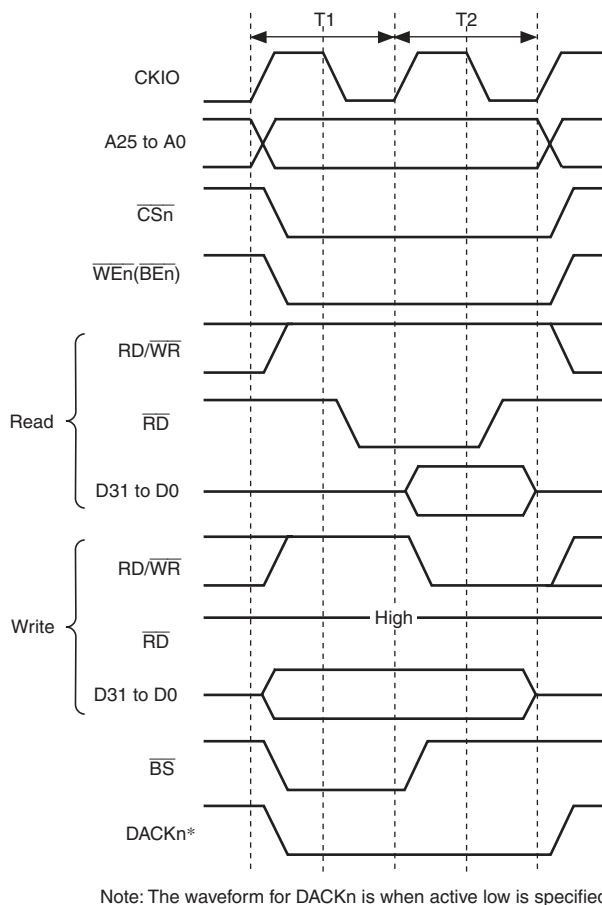 T1 T2
CKIO
A25 to A0
CSn
WEn(BEn)
RD/WR
Read
RD
D31 to D0
RD/WR
High
Write
RD
D31 to D0
BS
DACKn*
Note: The waveform for DACKn is when active low is specified